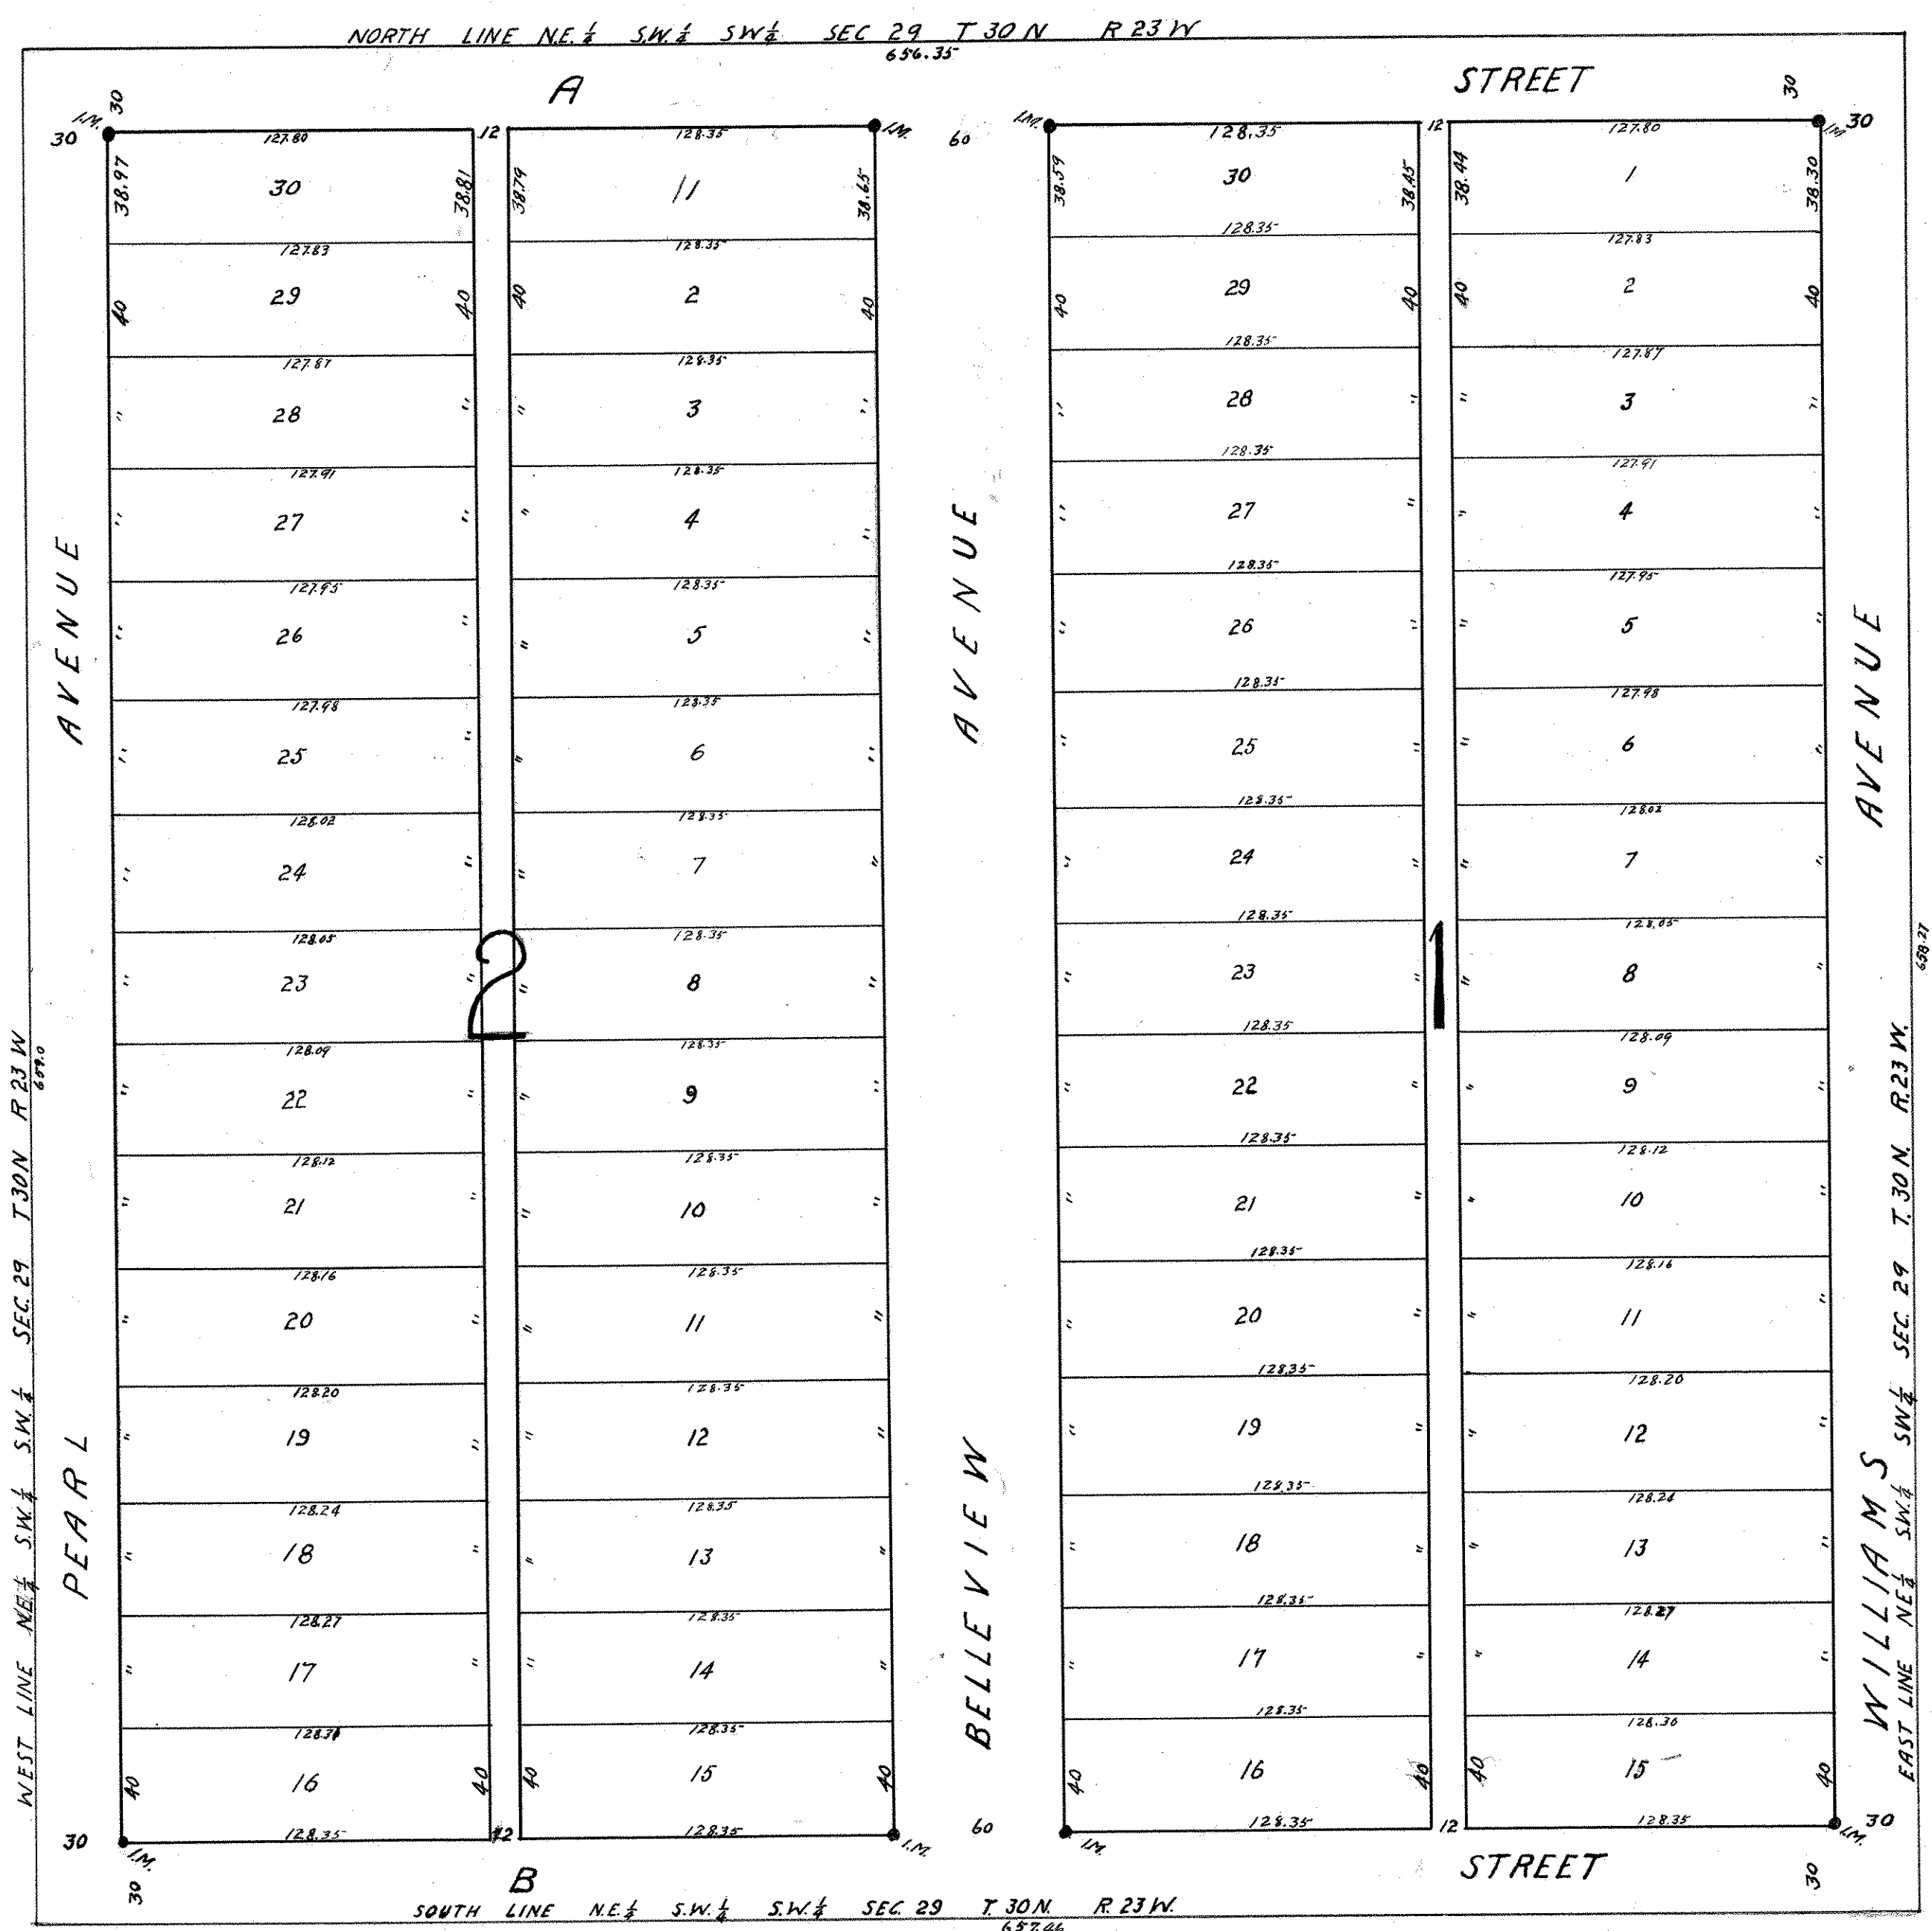 NORTH LINE N.E. ¼ S.W. ¼ SW ¼ SEC 29 T 30 N R 23 W
656.35
A STREET
30 30
I.M. I.M. I.M. I.M.
30 127.80 12 128.35 60 128.35 12 127.80 30
38.97 30 38.81 38.79 11 38.65 38.59 30 38.45 38.44 1 38.30
127.83 128.35 128.35 127.83
40 29 40 40 2 40 40 29 40 40 2 40
127.87 128.35 128.35 127.87
" 28 " " 3 " " 28 " " 3 "
127.91 128.35 128.35 127.91
" 27 " " 4 " " 27 " " 4 "
127.95 128.35 128.35 127.95
" 26 " " 5 " " 26 " " 5 "
127.98 128.35 128.35 127.98
" 25 " " 6 " " 25 " " 6 "
128.02 128.35 128.35 128.02
" 24 " " 7 " " 24 " " 7 "
128.05 128.35 128.35 128.05
" 23 " " 8 " " 23 " " 8 "
2 1
128.09 128.35 128.35 128.09
" 22 " " 9 " " 22 " " 9 "
128.12 128.35 128.35 128.12
" 21 " " 10 " " 21 " " 10 "
128.16 128.35 128.35 128.16
" 20 " " 11 " " 20 " " 11 "
128.20 128.35 128.35 128.20
" 19 " " 12 " " 19 " " 12 "
128.24 128.35 128.35 128.24
" 18 " " 13 " " 18 " " 13 "
128.27 128.35 128.35 128.27
" 17 " " 14 " " 17 " " 14 "
128.35 128.35 128.30
40 16 40 40 15 40 40 16 40 40 15 40
30 128.35 12 128.35 60 128.35 12 128.35 30
I.M. I.M. I.M. I.M.
30 30
B STREET
SOUTH LINE N.E. ¼ S.W. ¼ S.W. ¼ SEC. 29 T. 30 N. R. 23 W.
657.46
WEST LINE N.E. ¼ S.W. ¼ S.W. ¼ SEC. 29 T 30 N R 23 W
659.0
PEARL AVENUE
BELLEVIEW AVENUE
WILLIAMS AVENUE
EAST LINE NE ¼ S.W. ¼ SW ¼ SEC. 29 T. 30 N. R. 23 W.
658.27